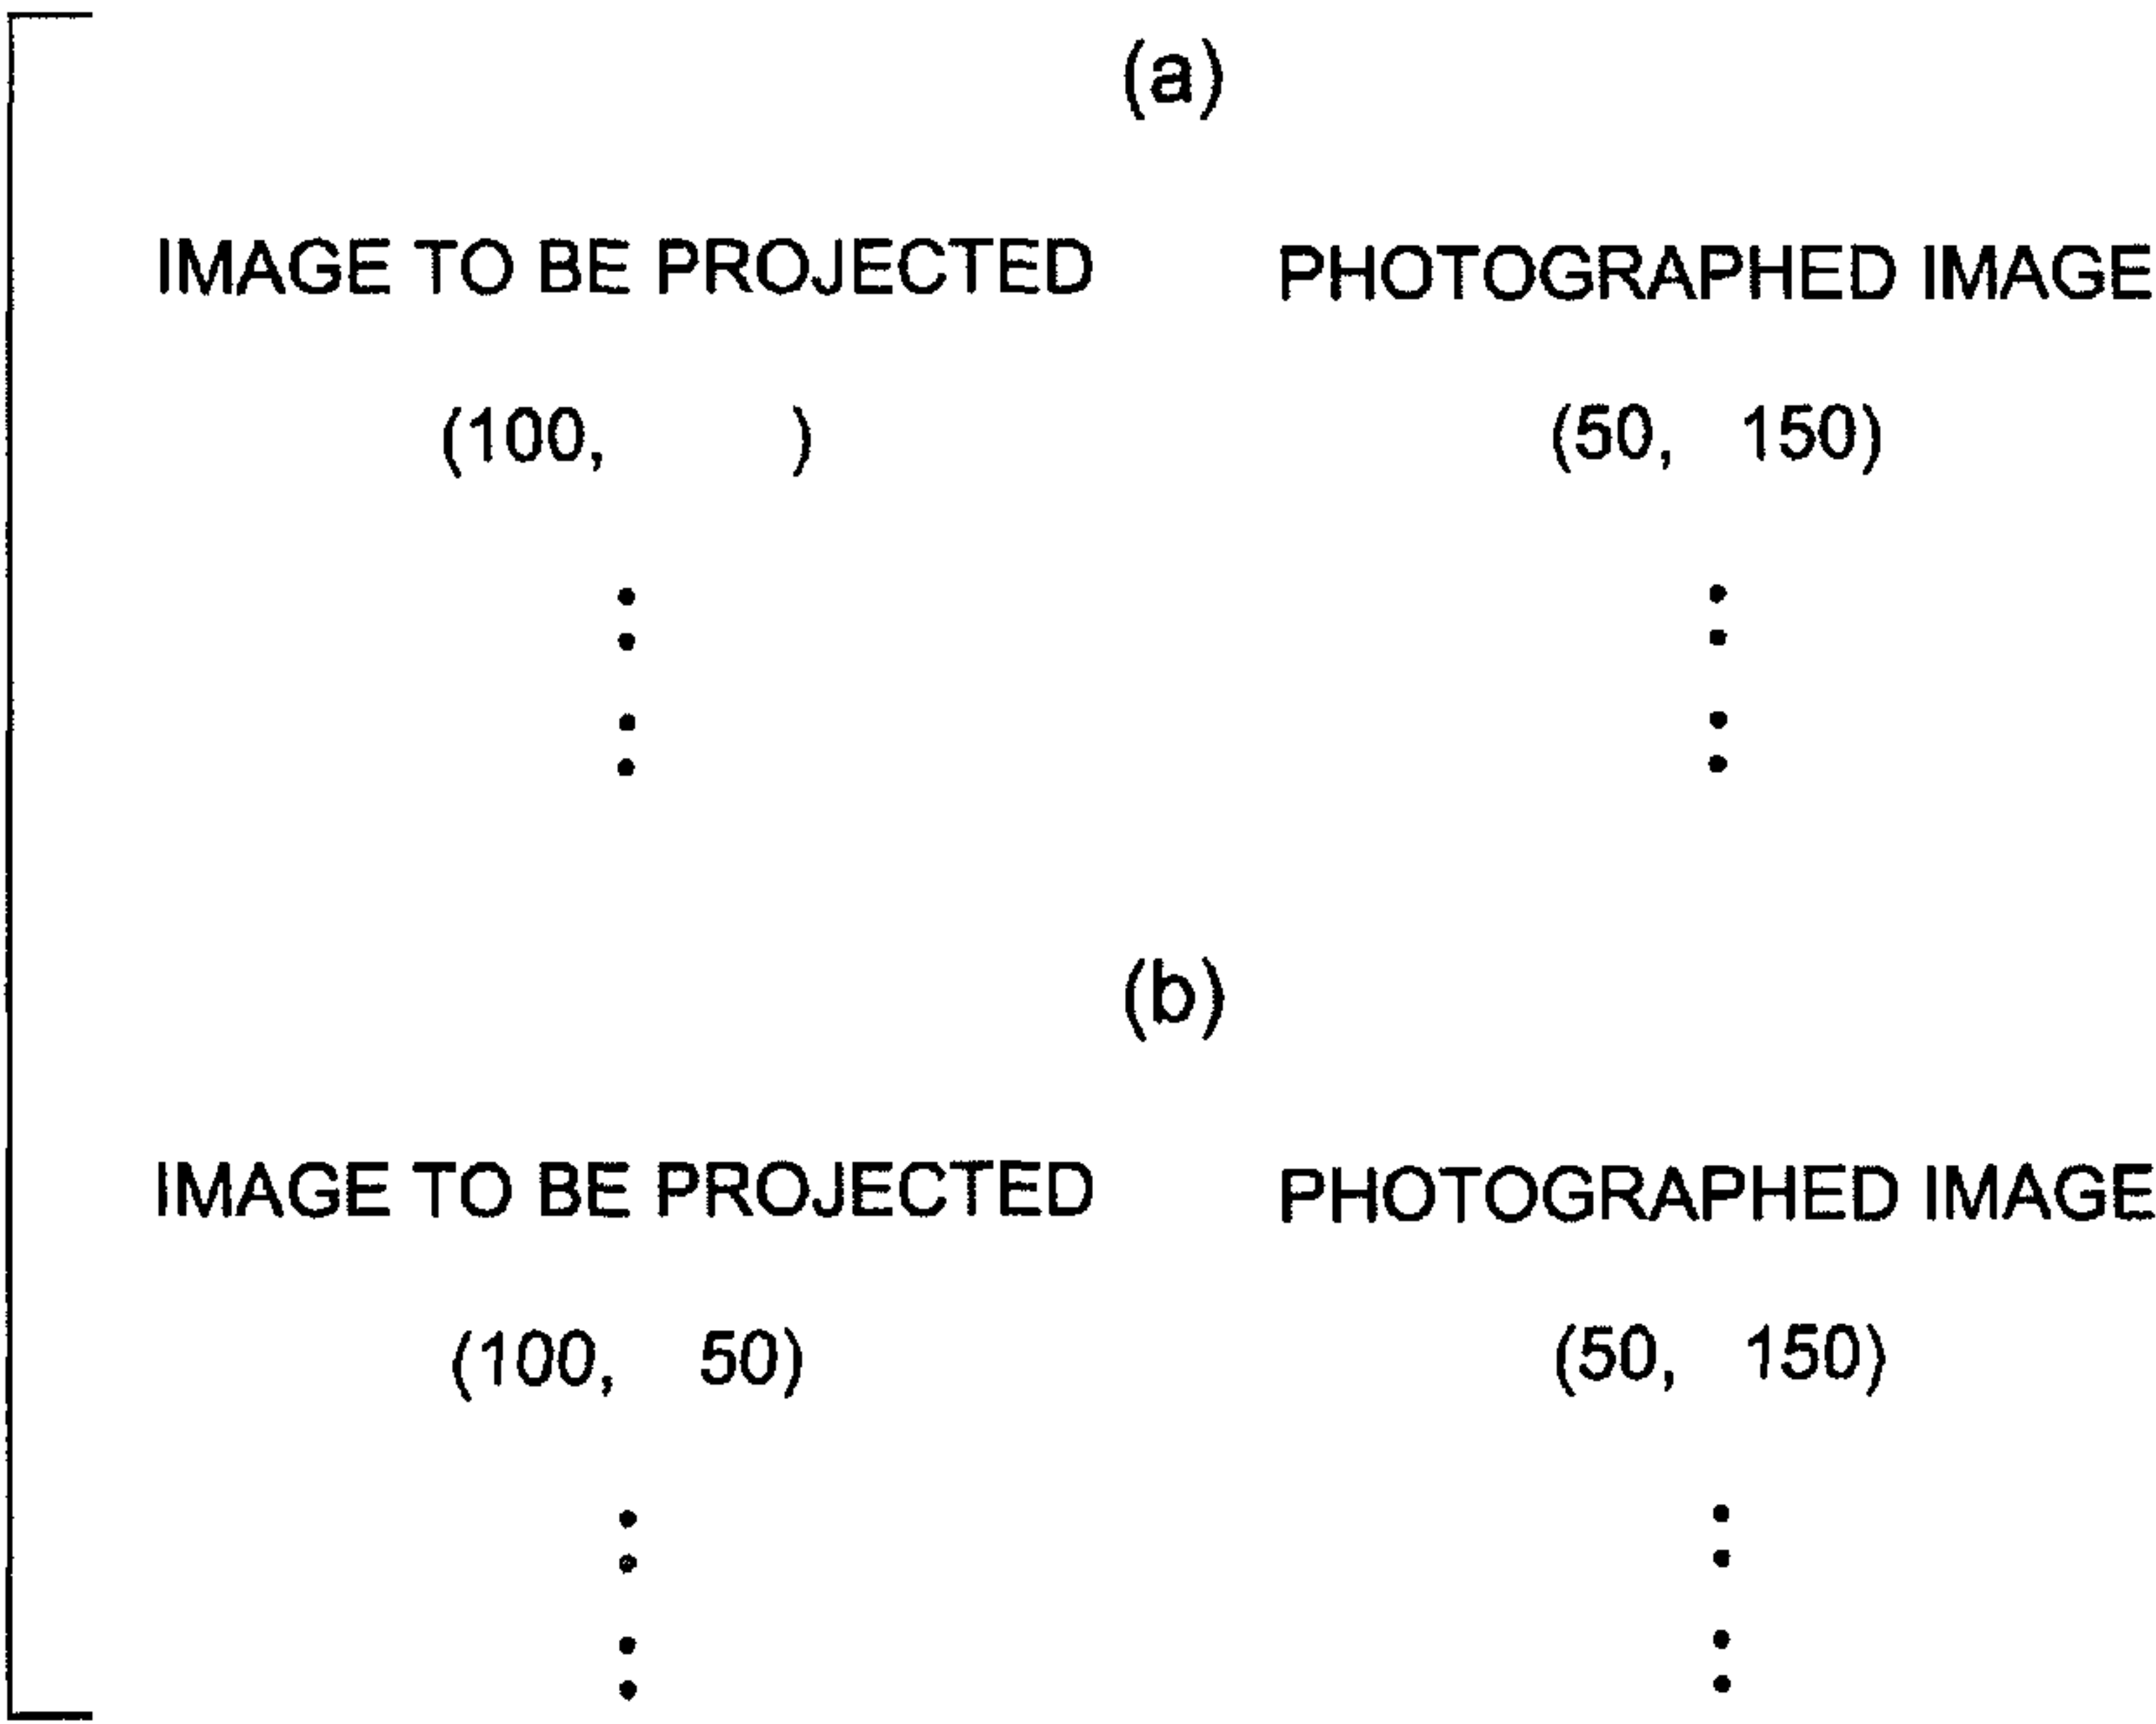 (a)
IMAGE TO BE PROJECTED PHOTOGRAPHED IMAGE
(100, ) (50, 150)
(b)
IMAGE TO BE PROJECTED PHOTOGRAPHED IMAGE
(100, 50) (50, 150)